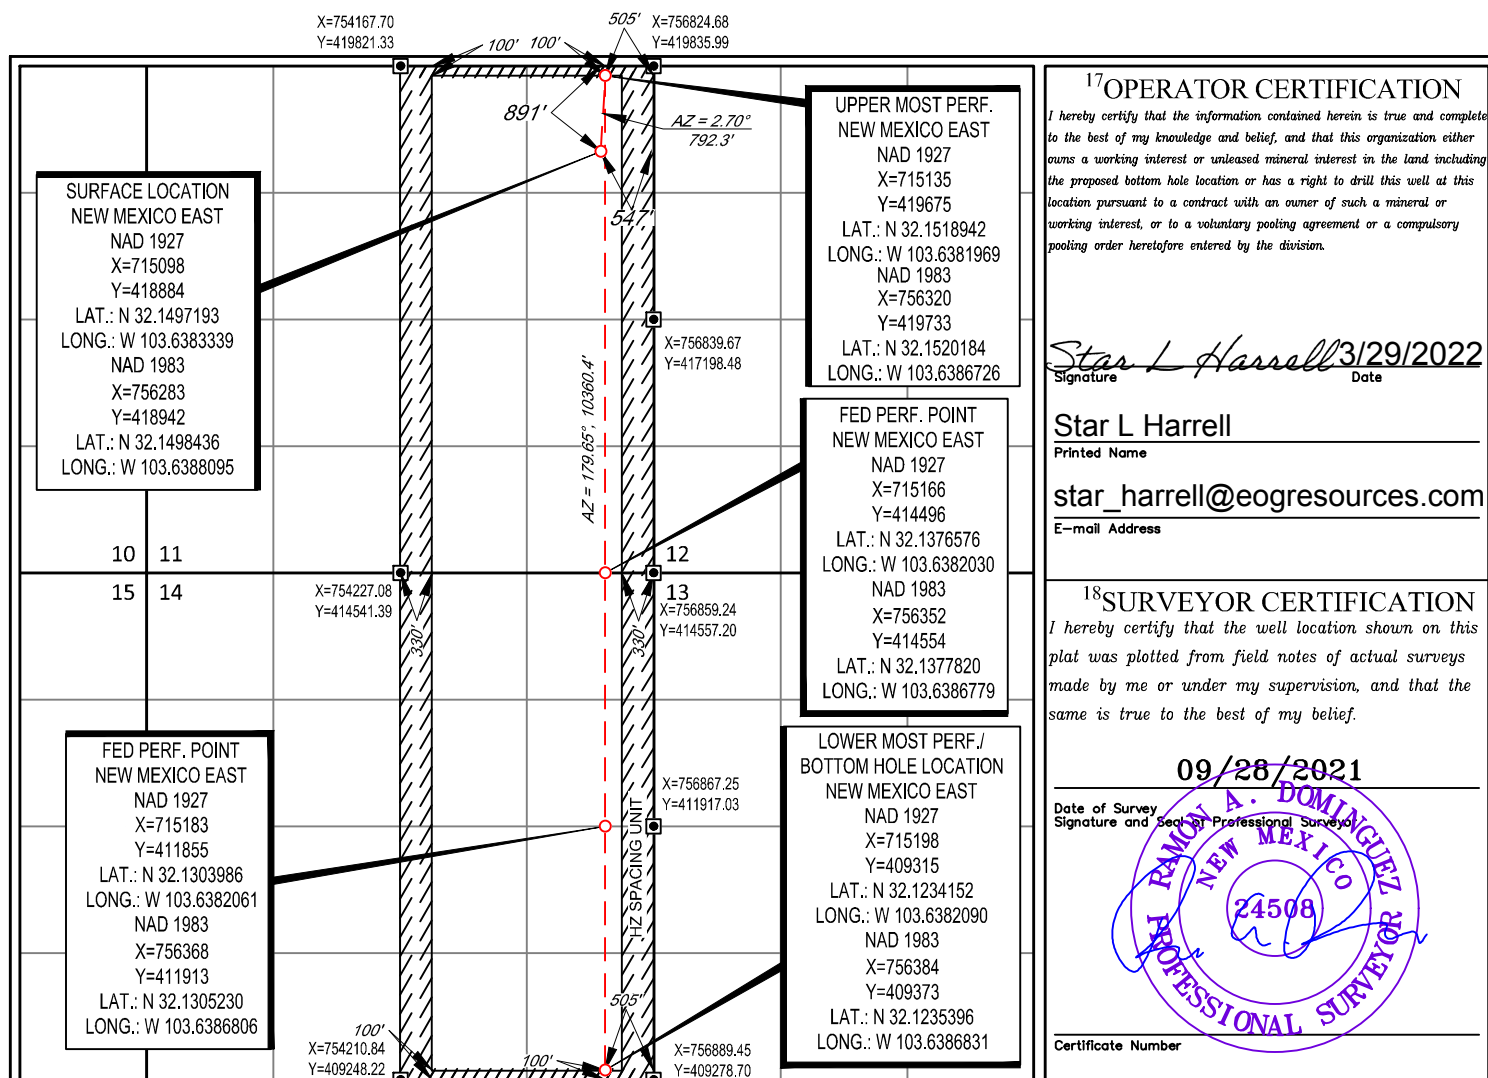 X=754167.70
Y=419821.33
100'
100'
505'
X=756824.68
Y=419835.99
891'
AZ = 2.70°
792.3'
547'
SURFACE LOCATION
NEW MEXICO EAST
NAD 1927
X=715098
Y=418884
LAT.: N 32.1497193
LONG.: W 103.6383339
NAD 1983
X=756283
Y=418942
LAT.: N 32.1498436
LONG.: W 103.6388095
UPPER MOST PERF.
NEW MEXICO EAST
NAD 1927
X=715135
Y=419675
LAT.: N 32.1518942
LONG.: W 103.6381969
NAD 1983
X=756320
Y=419733
LAT.: N 32.1520184
LONG.: W 103.6386726
X=756839.67
Y=417198.48
AZ = 179.65°, 10360.4'
FED PERF. POINT
NEW MEXICO EAST
NAD 1927
X=715166
Y=414496
LAT.: N 32.1376576
LONG.: W 103.6382030
NAD 1983
X=756352
Y=414554
LAT.: N 32.1377820
LONG.: W 103.6386779
10 11
15 14
12
13
X=754227.08
Y=414541.39
330'
330'
X=756859.24
Y=414557.20
FED PERF. POINT
NEW MEXICO EAST
NAD 1927
X=715183
Y=411855
LAT.: N 32.1303986
LONG.: W 103.6382061
NAD 1983
X=756368
Y=411913
LAT.: N 32.1305230
LONG.: W 103.6386806
X=756867.25
Y=411917.03
HZ SPACING UNIT
LOWER MOST PERF./
BOTTOM HOLE LOCATION
NEW MEXICO EAST
NAD 1927
X=715198
Y=409315
LAT.: N 32.1234152
LONG.: W 103.6382090
NAD 1983
X=756384
Y=409373
LAT.: N 32.1235396
LONG.: W 103.6386831
100'
X=754210.84
Y=409248.22
100'
505'
X=756889.45
Y=409278.70
17OPERATOR CERTIFICATION
I hereby certify that the information contained herein is true and complete
to the best of my knowledge and belief, and that this organization either
owns a working interest or unleased mineral interest in the land including
the proposed bottom hole location or has a right to drill this well at this
location pursuant to a contract with an owner of such a mineral or
working interest, or to a voluntary pooling agreement or a compulsory
pooling order heretofore entered by the division.
Star L Harrell 3/29/2022
Signature Date
Star L Harrell
Printed Name
star_harrell@eogresources.com
E-mail Address
18SURVEYOR CERTIFICATION
I hereby certify that the well location shown on this
plat was plotted from field notes of actual surveys
made by me or under my supervision, and that the
same is true to the best of my belief.
09/28/2021
Date of Survey
Signature and Seal of Professional Surveyor
RAMON A. DOMINGUEZ
NEW MEXICO
24508
PROFESSIONAL SURVEYOR
Certificate Number